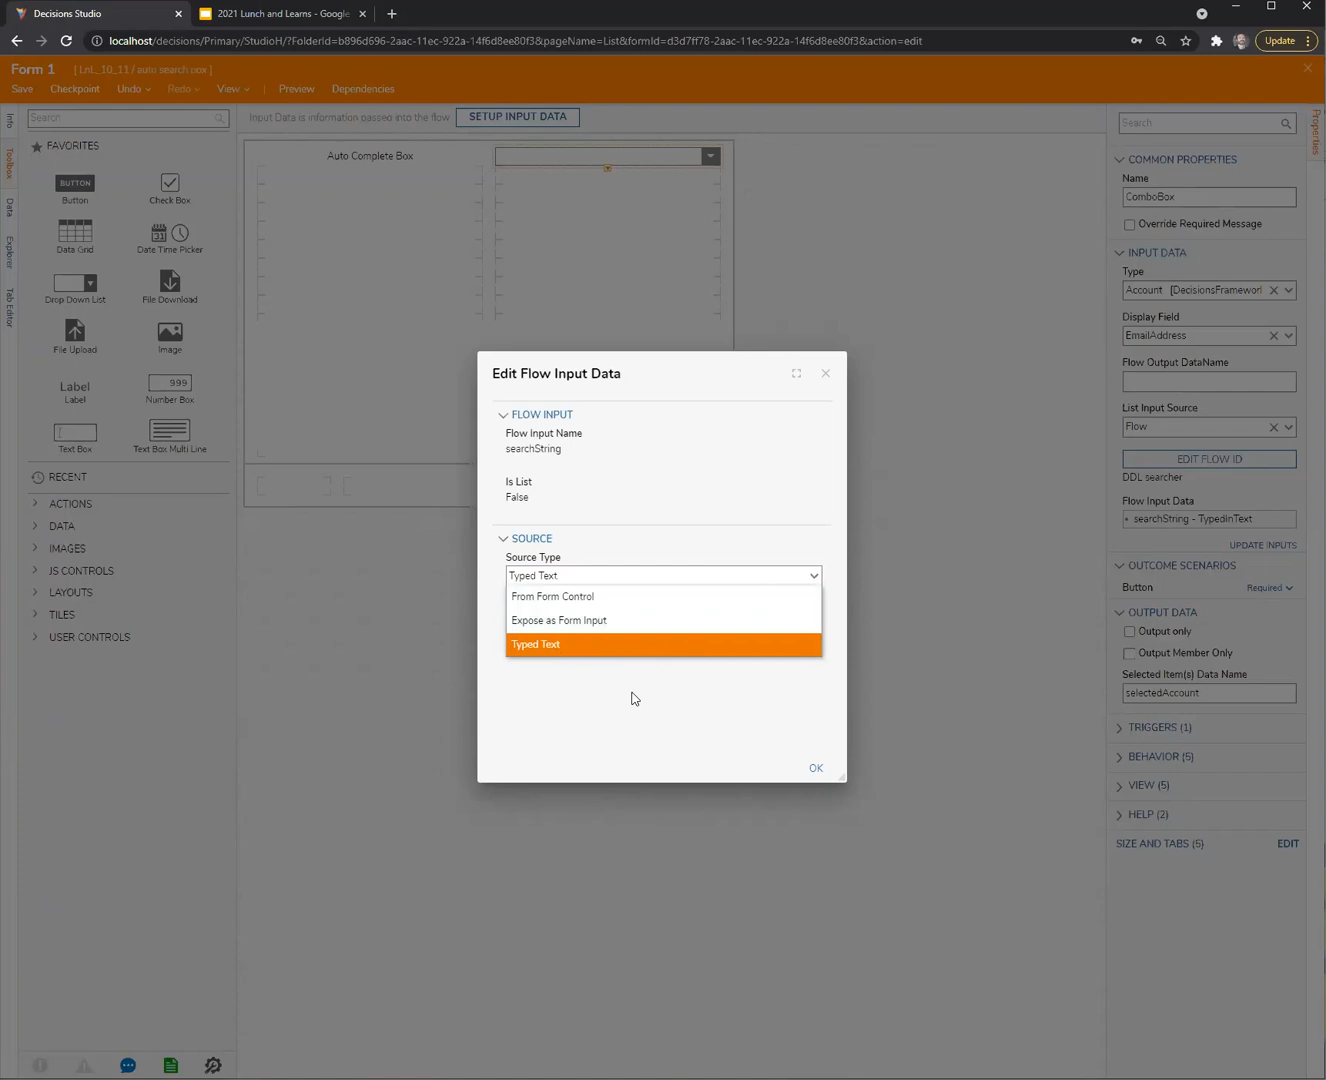 Decisions Studio
2021 Lunch and Learns - Google
localhost/decisions/Primary/StudioH/?FolderId=b896d696-2aac-11ec-922a-14f6d8ee80f3&pageName=List&formId=d3d7ff78-2aac-11ec-922a-14f6d8ee80f3&action=edit
Update
Form 1 [ LnL_10_11 / auto search box ]
Save Checkpoint Undo Redo View Preview Dependencies
Info
Toolbox
Data
Explorer
Tab Editor
Search
FAVORITES
BUTTON
Button
Check Box
Data Grid
31
Date Time Picker
Drop Down List
File Download
File Upload
Image
Label
Label
999
Number Box
Text Box
Text Box Multi Line
RECENT
ACTIONS
DATA
IMAGES
JS CONTROLS
LAYOUTS
TILES
USER CONTROLS
Input Data is information passed into the flow
SETUP INPUT DATA
Auto Complete Box
Edit Flow Input Data
FLOW INPUT
Flow Input Name
searchString
Is List
False
SOURCE
Source Type
Typed Text
From Form Control
Expose as Form Input
Typed Text
OK
Properties
Search
COMMON PROPERTIES
Name
ComboBox
Override Required Message
INPUT DATA
Type
Account [DecisionsFramework
Display Field
EmailAddress
Flow Output DataName
List Input Source
Flow
EDIT FLOW ID
DDL searcher
Flow Input Data
searchString - TypedInText
UPDATE INPUTS
OUTCOME SCENARIOS
Button Required
OUTPUT DATA
Output only
Output Member Only
Selected Item(s) Data Name
selectedAccount
TRIGGERS (1)
BEHAVIOR (5)
VIEW (5)
HELP (2)
SIZE AND TABS (5) EDIT